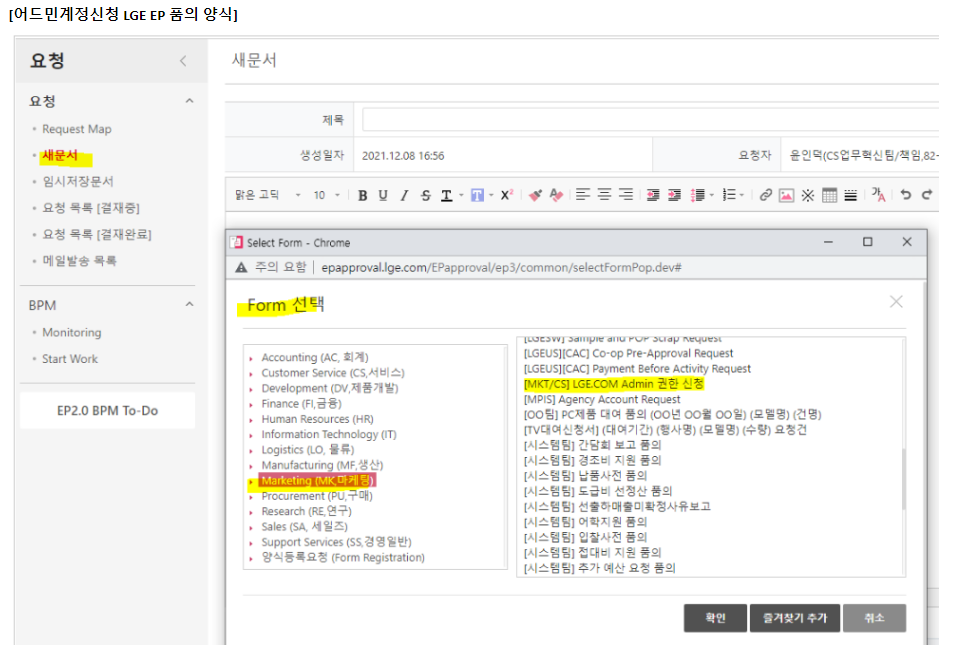 [어드민계정신청 LGE EP 품의 양식]
요청
새문서
요청
Request Map
제목
새문서
생성일자 2021.12.08 16:56 요청자 윤인덕(CS업무혁신팀/책임,82-
임시저장문서
요청 목록 [결재중]
맑은 고딕 10 B U I S T T X² 가A
요청 목록 [결재완료]
메일발송 목록
BPM
Monitoring
Start Work
EP2.0 BPM To-Do
Select Form - Chrome
주의 요함 | epapproval.lge.com/EPapproval/ep3/common/selectFormPop.dev#
Form 선택
Accounting (AC, 회계)
Customer Service (CS,서비스)
Development (DV,제품개발)
Finance (FI,금융)
Human Resources (HR)
Information Technology (IT)
Logistics (LO, 물류)
Manufacturing (MF,생산)
Marketing (MK,마케팅)
Procurement (PU,구매)
Research (RE,연구)
Sales (SA, 세일즈)
Support Services (SS,경영일반)
양식등록요청 (Form Registration)
[LGESW] Sample and POP Scrap Request
[LGEUS][CAC] Co-op Pre-Approval Request
[LGEUS][CAC] Payment Before Activity Request
[MKT/CS] LGE.COM Admin 권한 신청
[MPIS] Agency Account Request
[OO팀] PC제품 대여 품의 (OO년 OO월 OO일) (모델명) (건명)
[TV대여신청서] (대여기간) (행사명) (모델명) (수량) 요청건
[시스템팀] 간담회 보고 품의
[시스템팀] 경조비 지원 품의
[시스템팀] 납품사전 품의
[시스템팀] 도급비 선정산 품의
[시스템팀] 선출하매출미확정사유보고
[시스템팀] 어학지원 품의
[시스템팀] 입찰사전 품의
[시스템팀] 접대비 지원 품의
[시스템팀] 추가 예산 요청 품의
확인 즐겨찾기 추가 취소